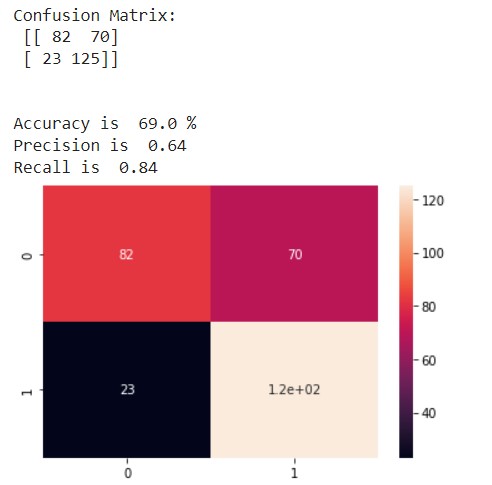 Confusion Matrix:
[[ 82  70]
[ 23 125]]
Accuracy is  69.0 %
Precision is  0.64
Recall is  0.84
82 70
23 1.2e+02
0
1
0 1
120
100
80
60
40